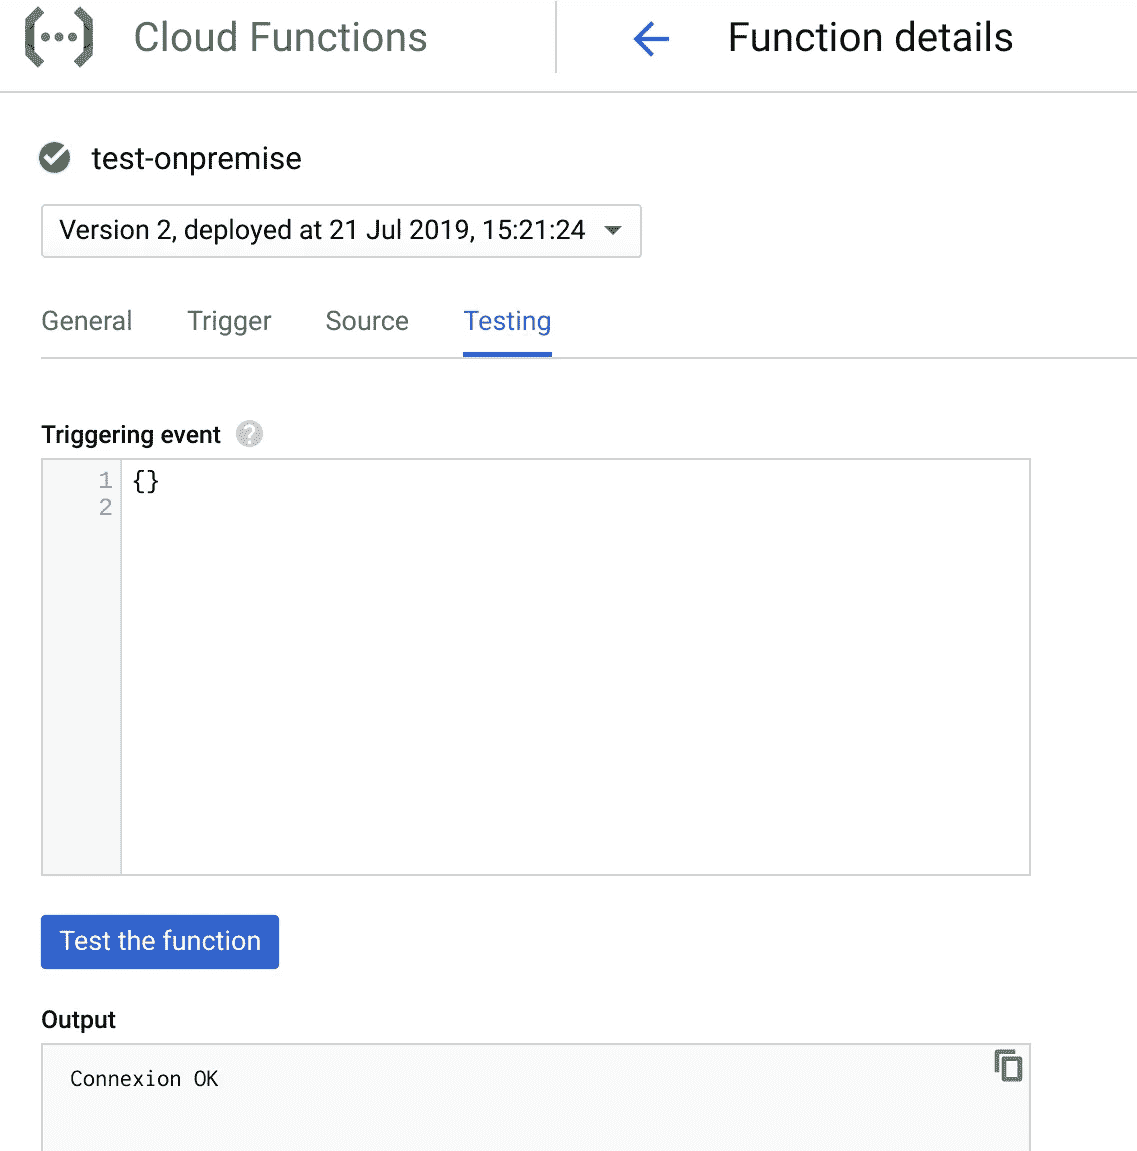 Cloud Functions
Function details
test-onpremise
Version 2, deployed at 21 Jul 2019, 15:21:24
General Trigger Source Testing
Triggering event ?
1 {}
2
Test the function
Output
Connexion OK